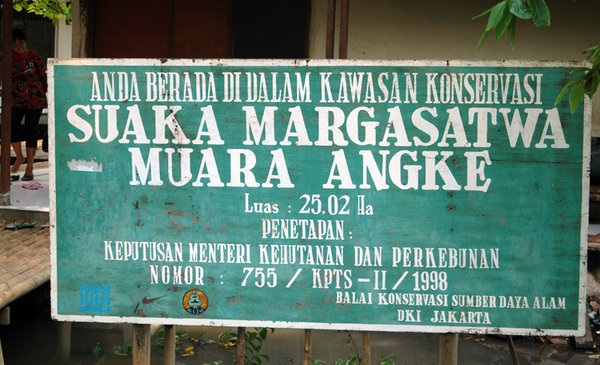 ANDA BERADA DI DALAM KAWASAN KONSERVASI
SUAKA MARGASATWA
MUARA ANGKE
Luas : 25,02 Ha
PENETAPAN :
KEPUTUSAN MENTERI KEHUTANAN DAN PERKEBUNAN
NOMOR : 755 / KPTS - II / 1998
BALAI KONSERVASI SUMBER DAYA ALAM
DKI JAKARTA